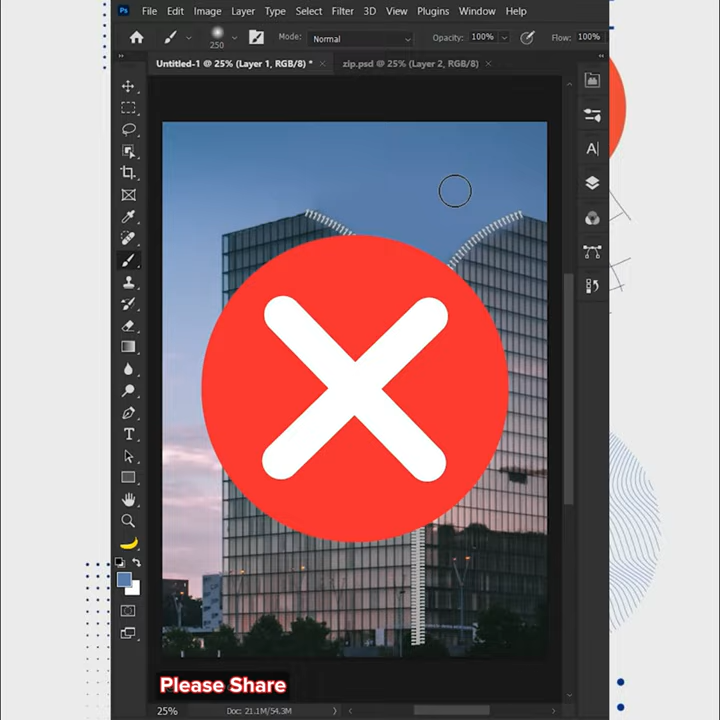 Ps File Edit Image Layer Type Select Filter 3D View Plugins Window Help
250 Mode: Normal Opacity: 100% Flow: 100%
Untitled-1 @ 25% (Layer 1, RGB/8) * × zip.psd @ 25% (Layer 2, RGB/8) ×
A
T
Please Share
25% Doc: 21.1M/54.3M